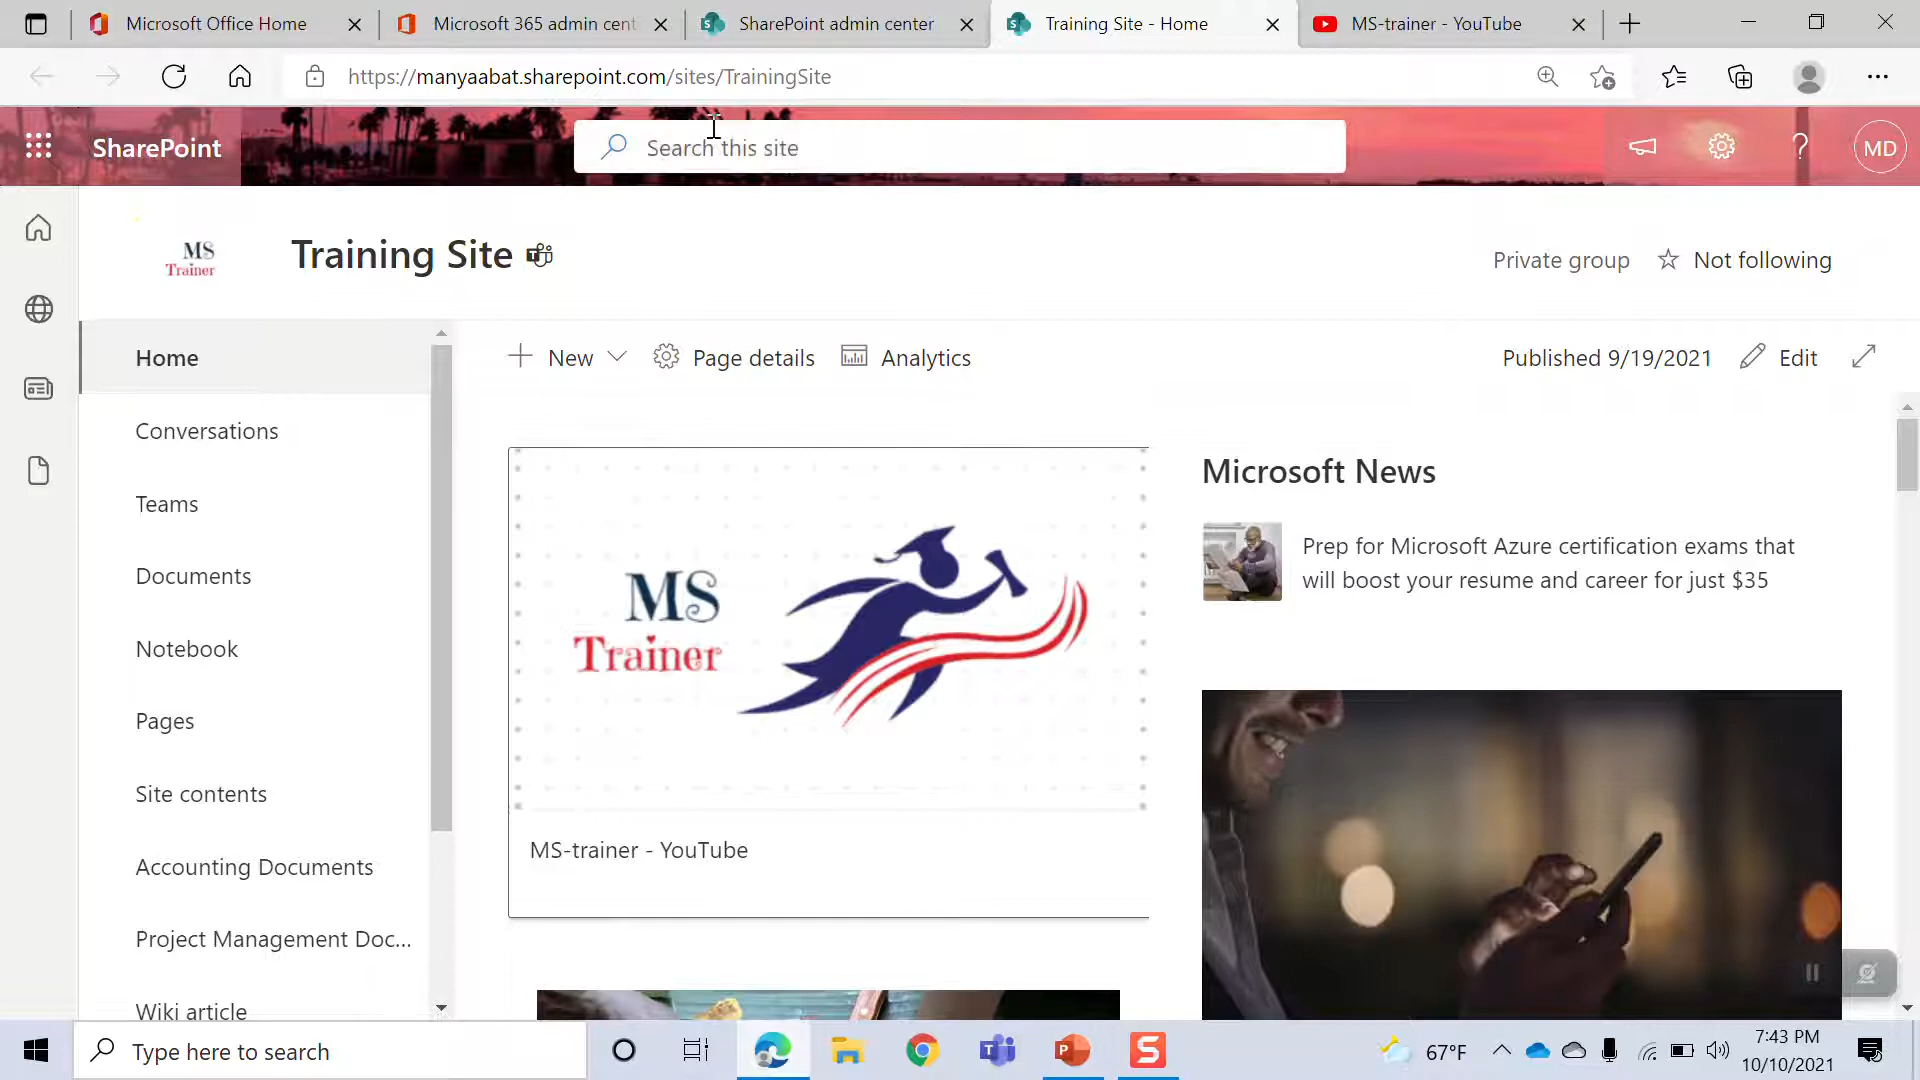 Microsoft Office Home
Microsoft 365 admin cent
SharePoint admin center
Training Site - Home
MS-trainer - YouTube
https://manyaabat.sharepoint.com/sites/TrainingSite
SharePoint
Search this site
MD
MS
Trainer
Training Site
Private group
Not following
Home
Conversations
Teams
Documents
Notebook
Pages
Site contents
Accounting Documents
Project Management Doc...
Wiki article
New
Page details
Analytics
Published 9/19/2021
Edit
MS
Trainer
MS-trainer - YouTube
Microsoft News
Prep for Microsoft Azure certification exams that
will boost your resume and career for just $35
Type here to search
67°F
7:43 PM
10/10/2021